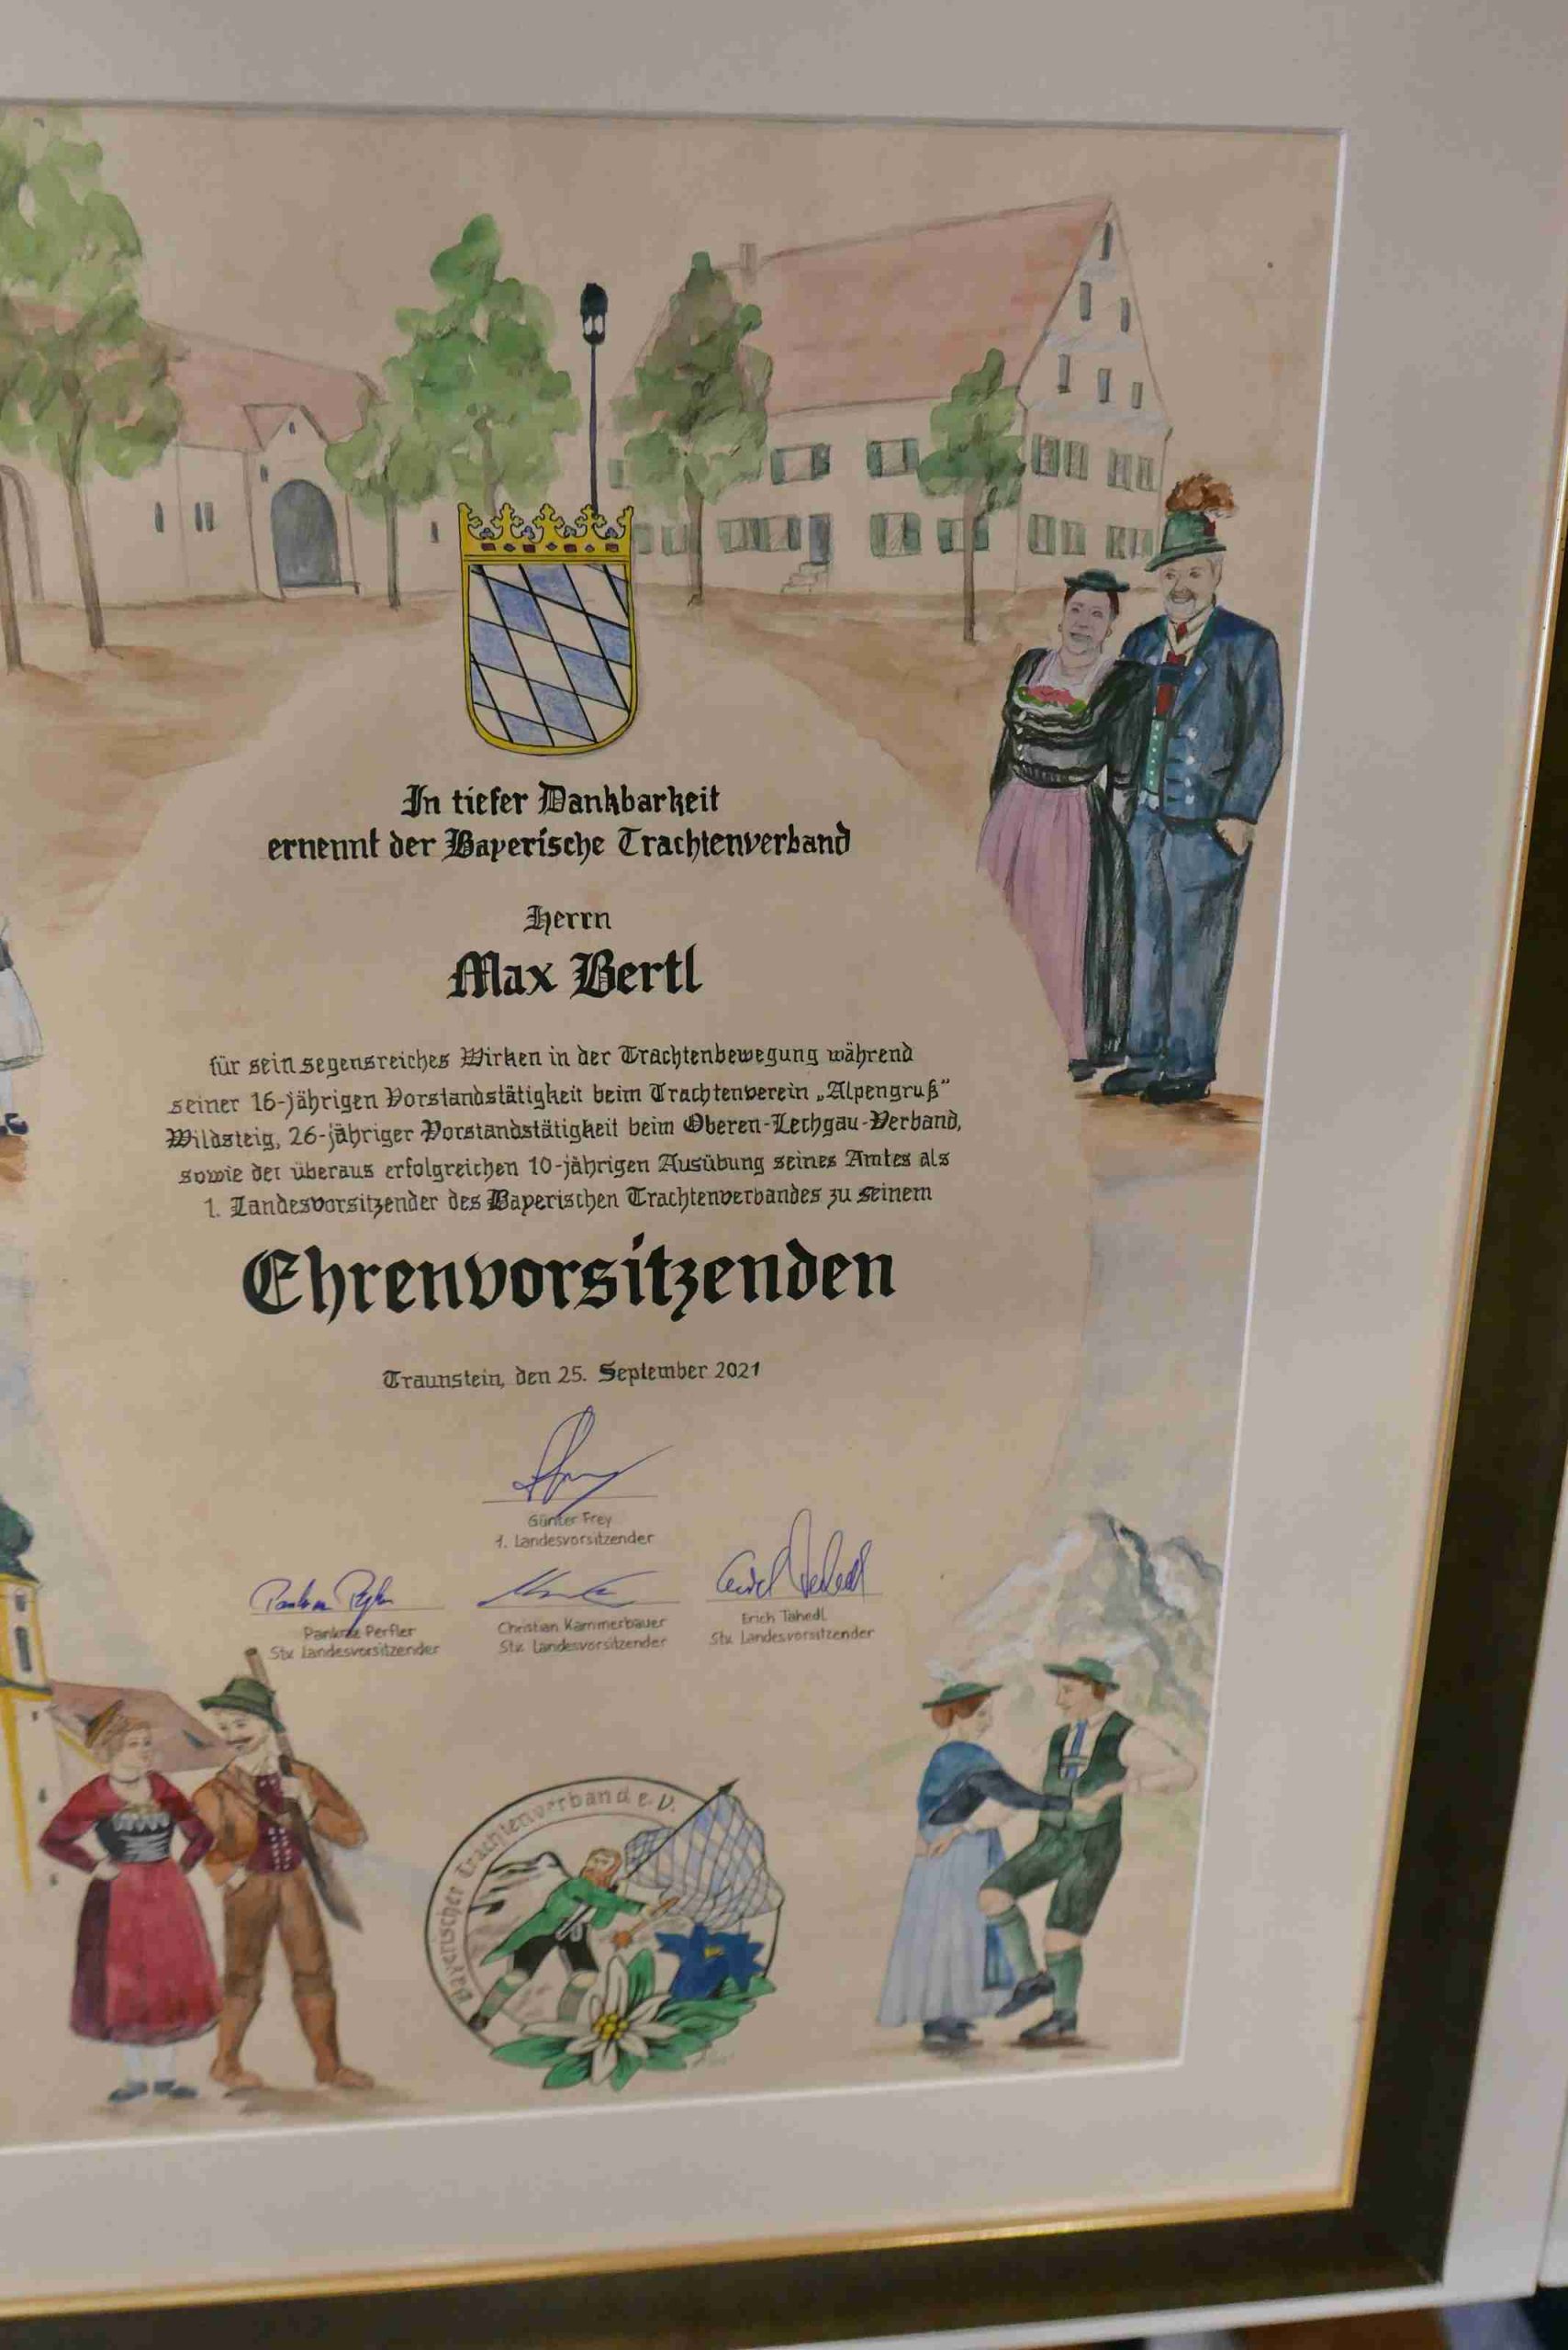 In tiefer Dankbarkeit
ernennt der Bayerische Trachtenverband
Herrn
Max Bertl
für sein segensreiches Wirken in der Trachtenbewegung während
seiner 16-jährigen Vorstandstätigkeit beim Trachtenverein „Alpengruß“
Wildsteig, 26-jähriger Vorstandstätigkeit beim Oberen-Lechgau-Verband,
sowie der überaus erfolgreichen 10-jährigen Ausübung seines Amtes als
1. Landesvorsitzender des Bayerischen Trachtenverbandes zu seinem
Ehrenvorsitzenden
Traunstein, den 25. September 2021
Günter Frey
1. Landesvorsitzender
Pankraz Perfler
Stv. Landesvorsitzender
Christian Kammerbauer
Stv. Landesvorsitzender
Erich Tahedl
Stv. Landesvorsitzender
Bayerischer Trachtenverband e.V.